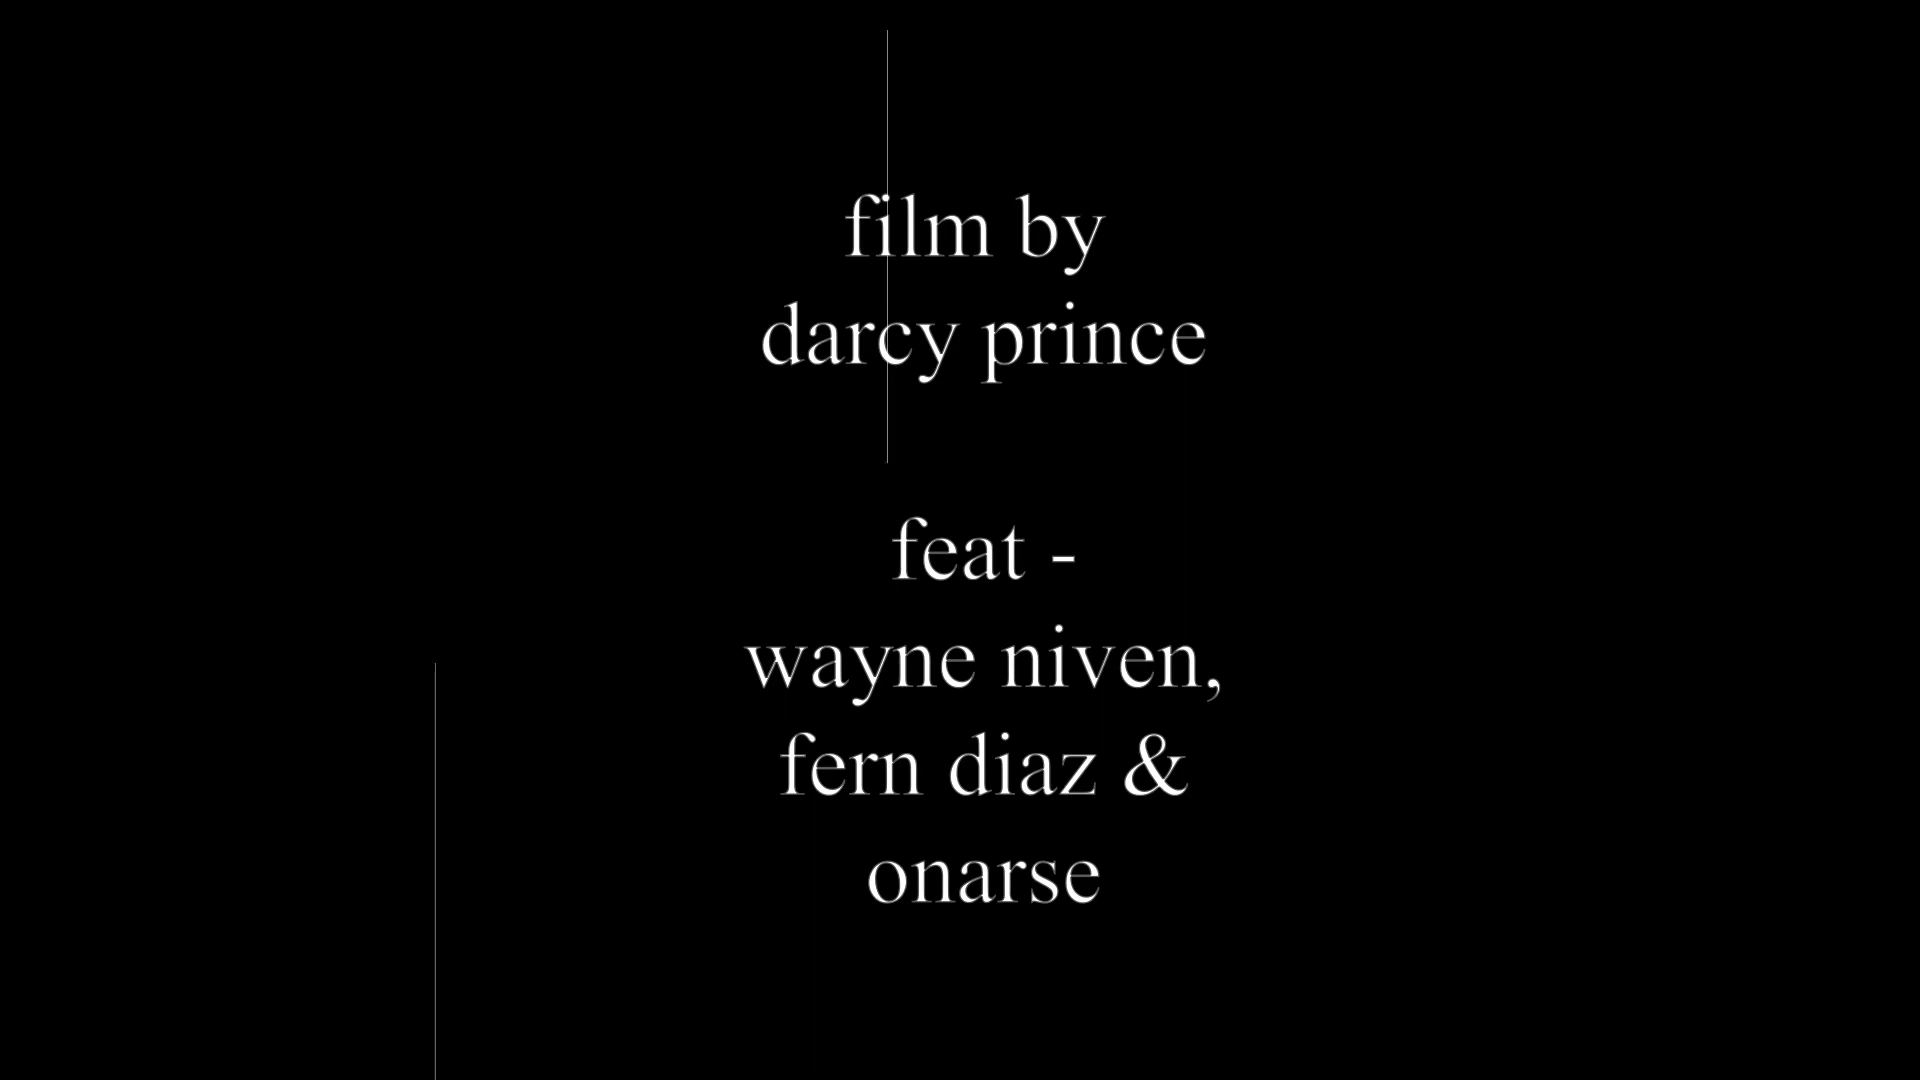 film by
darcy prince
feat -
wayne niven,
fern diaz &
onarse